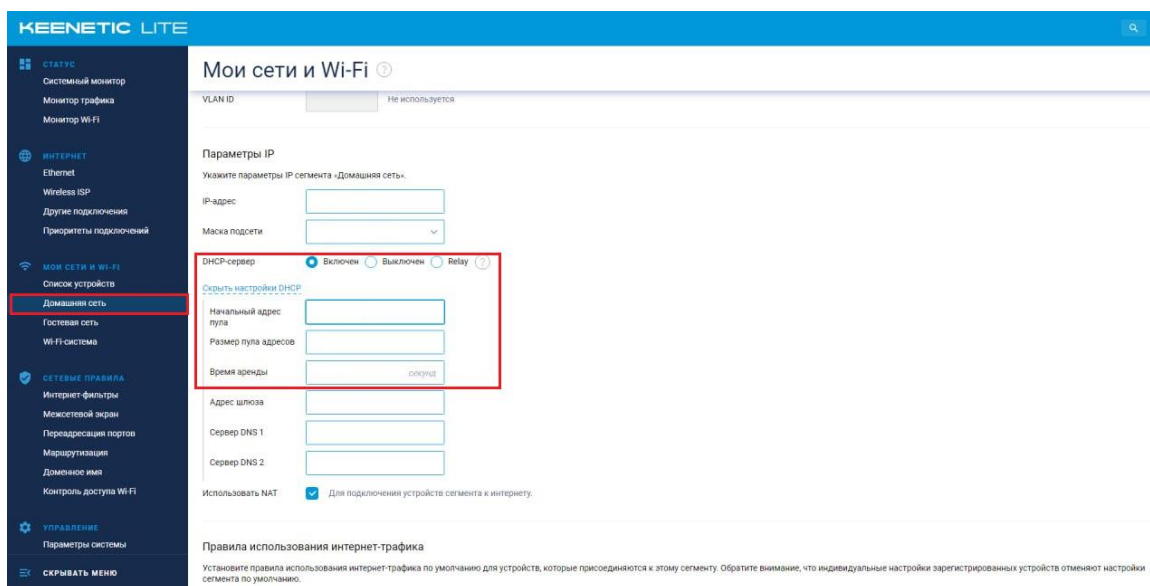 KEENETIC LITE
СТАТУС
Системный монитор
Монитор трафика
Монитор Wi-Fi
ИНТЕРНЕТ
Ethernet
Wireless ISP
Другие подключения
Приоритеты подключений
МОИ СЕТИ И WI-FI
Список устройств
Домашняя сеть
Гостевая сеть
Wi-Fi-система
СЕТЕВЫЕ ПРАВИЛА
Интернет-фильтры
Межсетевой экран
Переадресация портов
Маршрутизация
Доменное имя
Контроль доступа Wi-Fi
УПРАВЛЕНИЕ
Параметры системы
СКРЫВАТЬ МЕНЮ
Мои сети и Wi-Fi ?
VLAN ID Не используется
Параметры IP
Укажите параметры IP сегмента «Домашняя сеть».
IP-адрес
Маска подсети
DHCP-сервер Включен Выключен Relay ?
Скрыть настройки DHCP
Начальный адрес
пула
Размер пула адресов
Время аренды секунд
Адрес шлюза
Сервер DNS 1
Сервер DNS 2
Использовать NAT Для подключения устройств сегмента к интернету.
Правила использования интернет-трафика
Установите правила использования интернет-трафика по умолчанию для устройств, которые присоединяются к этому сегменту. Обратите внимание, что индивидуальные настройки зарегистрированных устройств отменяют настройки
сегмента по умолчанию.